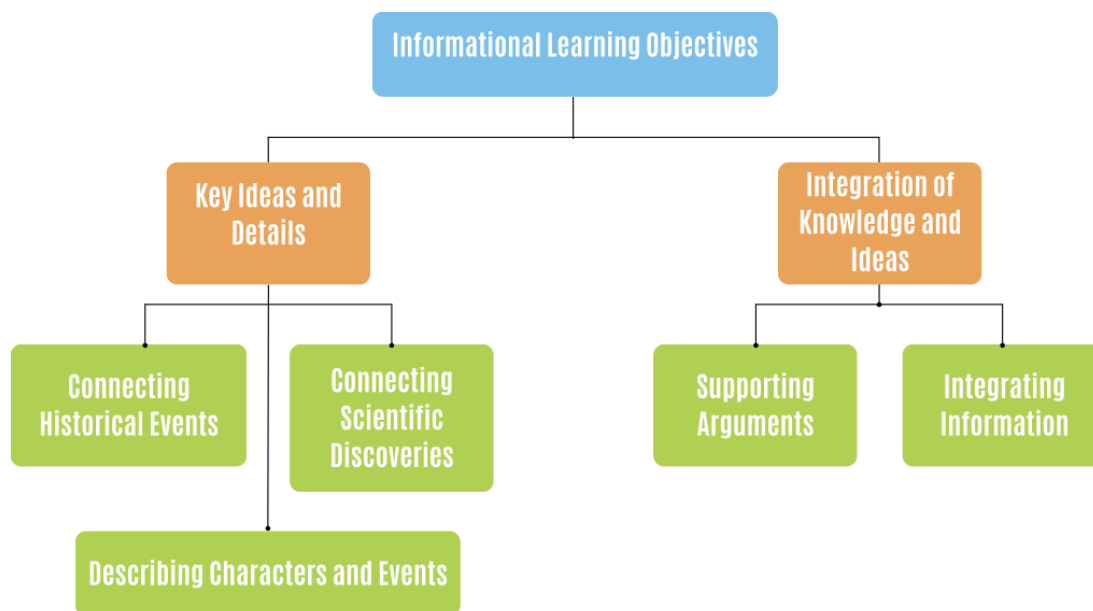 Informational Learning Objectives
Key Ideas and
Details
Integration of
Knowledge and
Ideas
Connecting
Historical Events
Connecting
Scientific
Discoveries
Supporting
Arguments
Integrating
Information
Describing Characters and Events